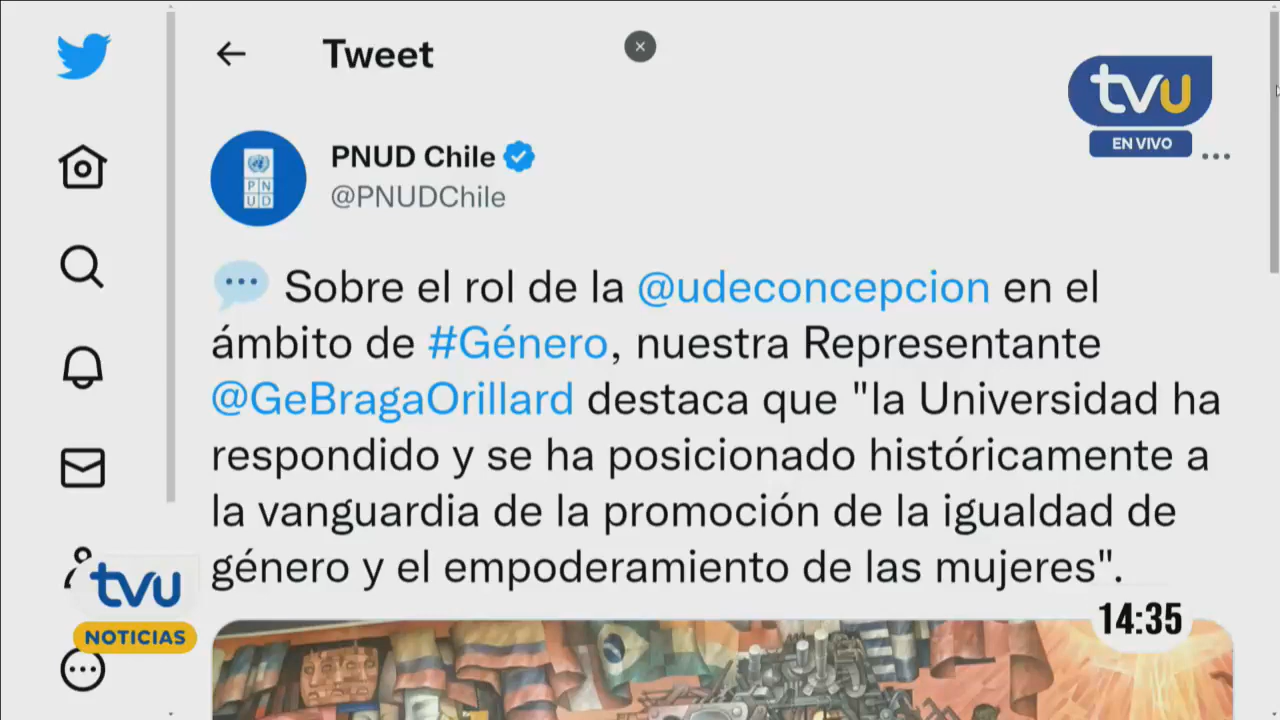 Tweet
tvu
EN VIVO
PNUD Chile
@PNUDChile
PN
UD
Sobre el rol de la @udeconcepcion en el
ámbito de #Género, nuestra Representante
@GeBragaOrillard destaca que "la Universidad ha
respondido y se ha posicionado históricamente a
la vanguardia de la promoción de la igualdad de
género y el empoderamiento de las mujeres".
tvu
NOTICIAS
14:35